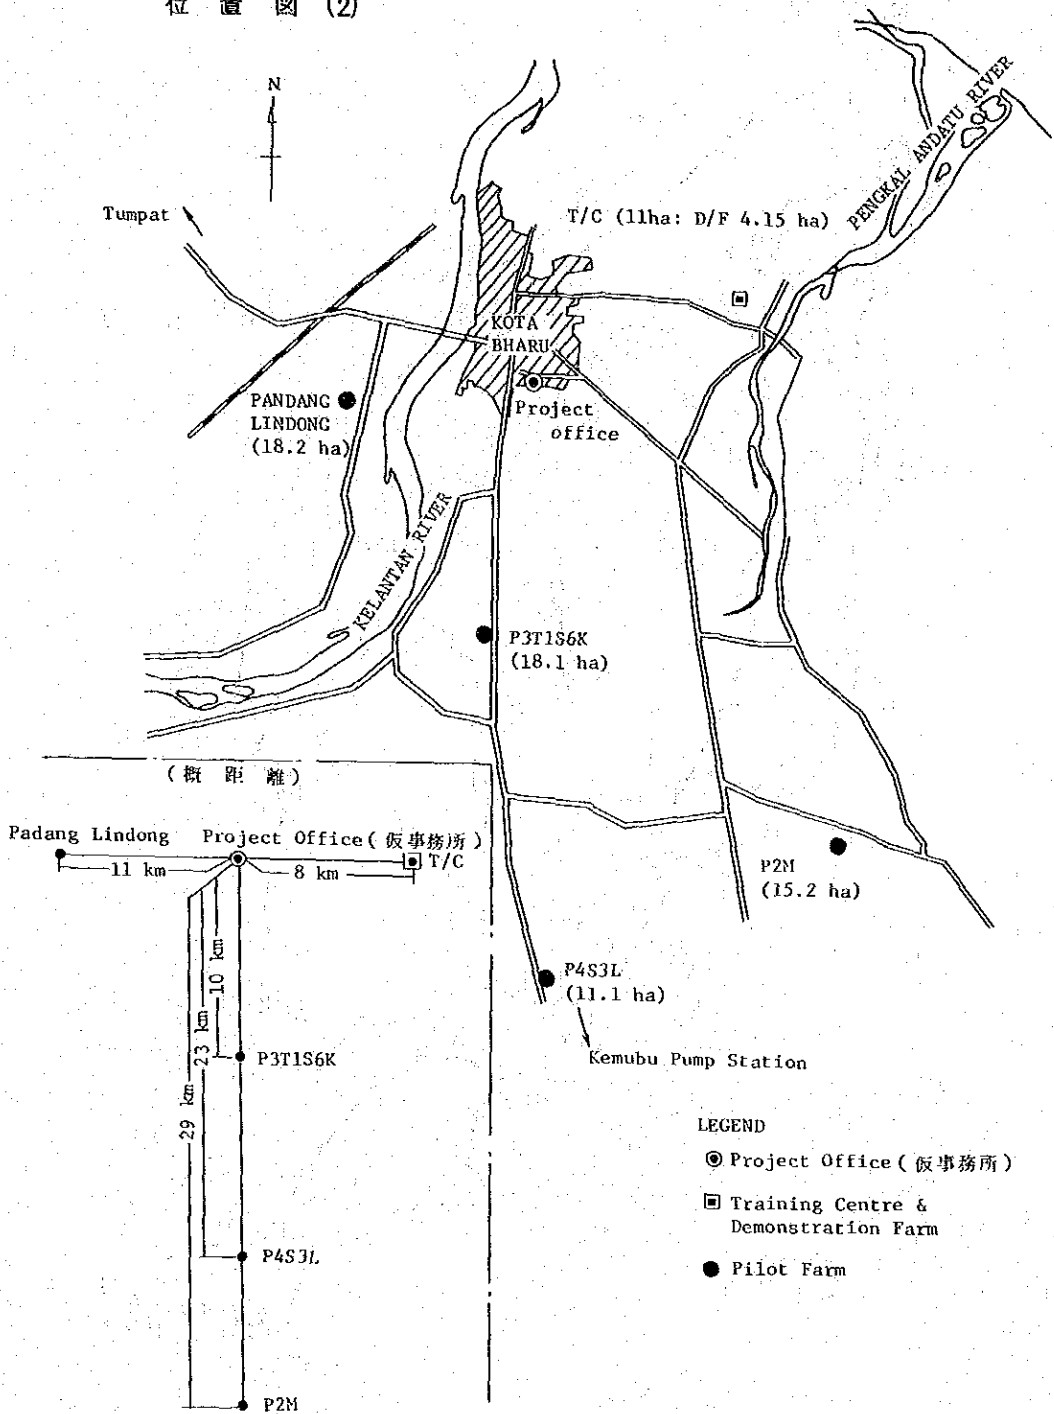 位 置 図 (2)
N
Tumpat
T/C (11ha: D/F 4.15 ha)
PENGKAL ANDATU RIVER
KOTA
BHARU
PANDANG
LINDONG
(18.2 ha)
Project
office
KELANTAN RIVER
P3T1S6K
(18.1 ha)
P2M
(15.2 ha)
P4S3L
(11.1 ha)
Kemubu Pump Station
(概 距 離)
Padang Lindong Project Office(仮事務所)
T/C
11 km
8 km
10 km
23 km
29 km
P3T1S6K
P4S3L
P2M
LEGEND
Project Office(仮事務所)
Training Centre &
Demonstration Farm
Pilot Farm